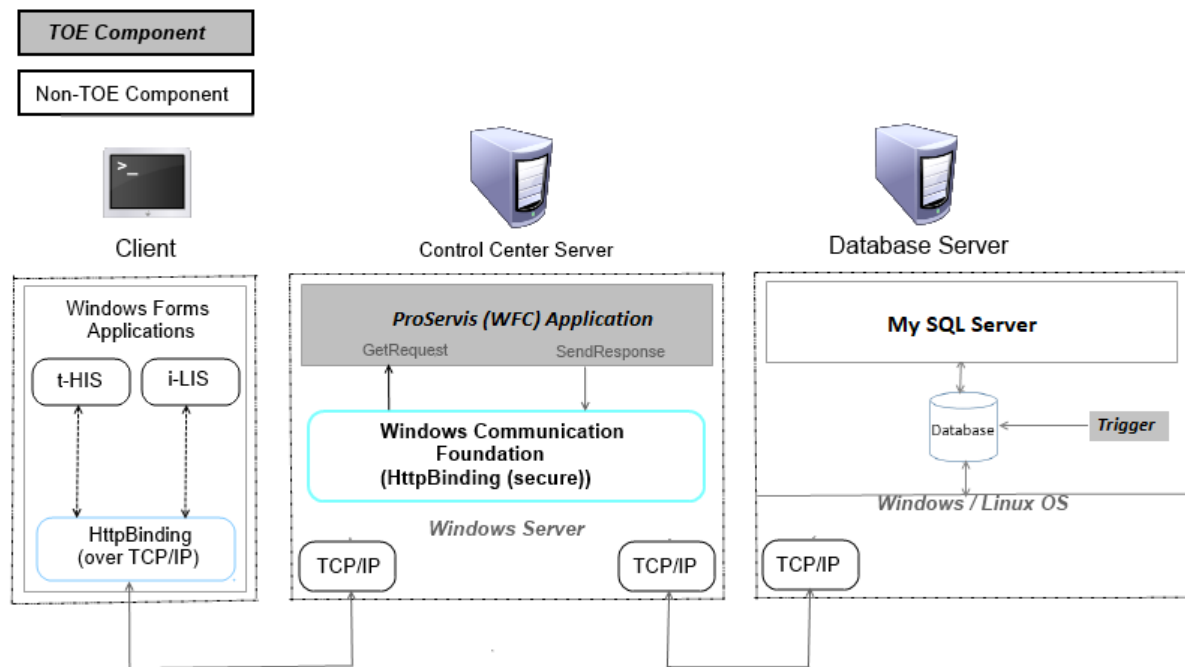 TOE Component
Non-TOE Component
>_
Client
Control Center Server
Database Server
Windows Forms
Applications
t-HIS
i-LIS
HttpBinding
(over TCP/IP)
ProServis (WFC) Application
GetRequest
SendResponse
Windows Communication
Foundation
(HttpBinding (secure))
Windows Server
TCP/IP
TCP/IP
My SQL Server
Database
Trigger
Windows / Linux OS
TCP/IP